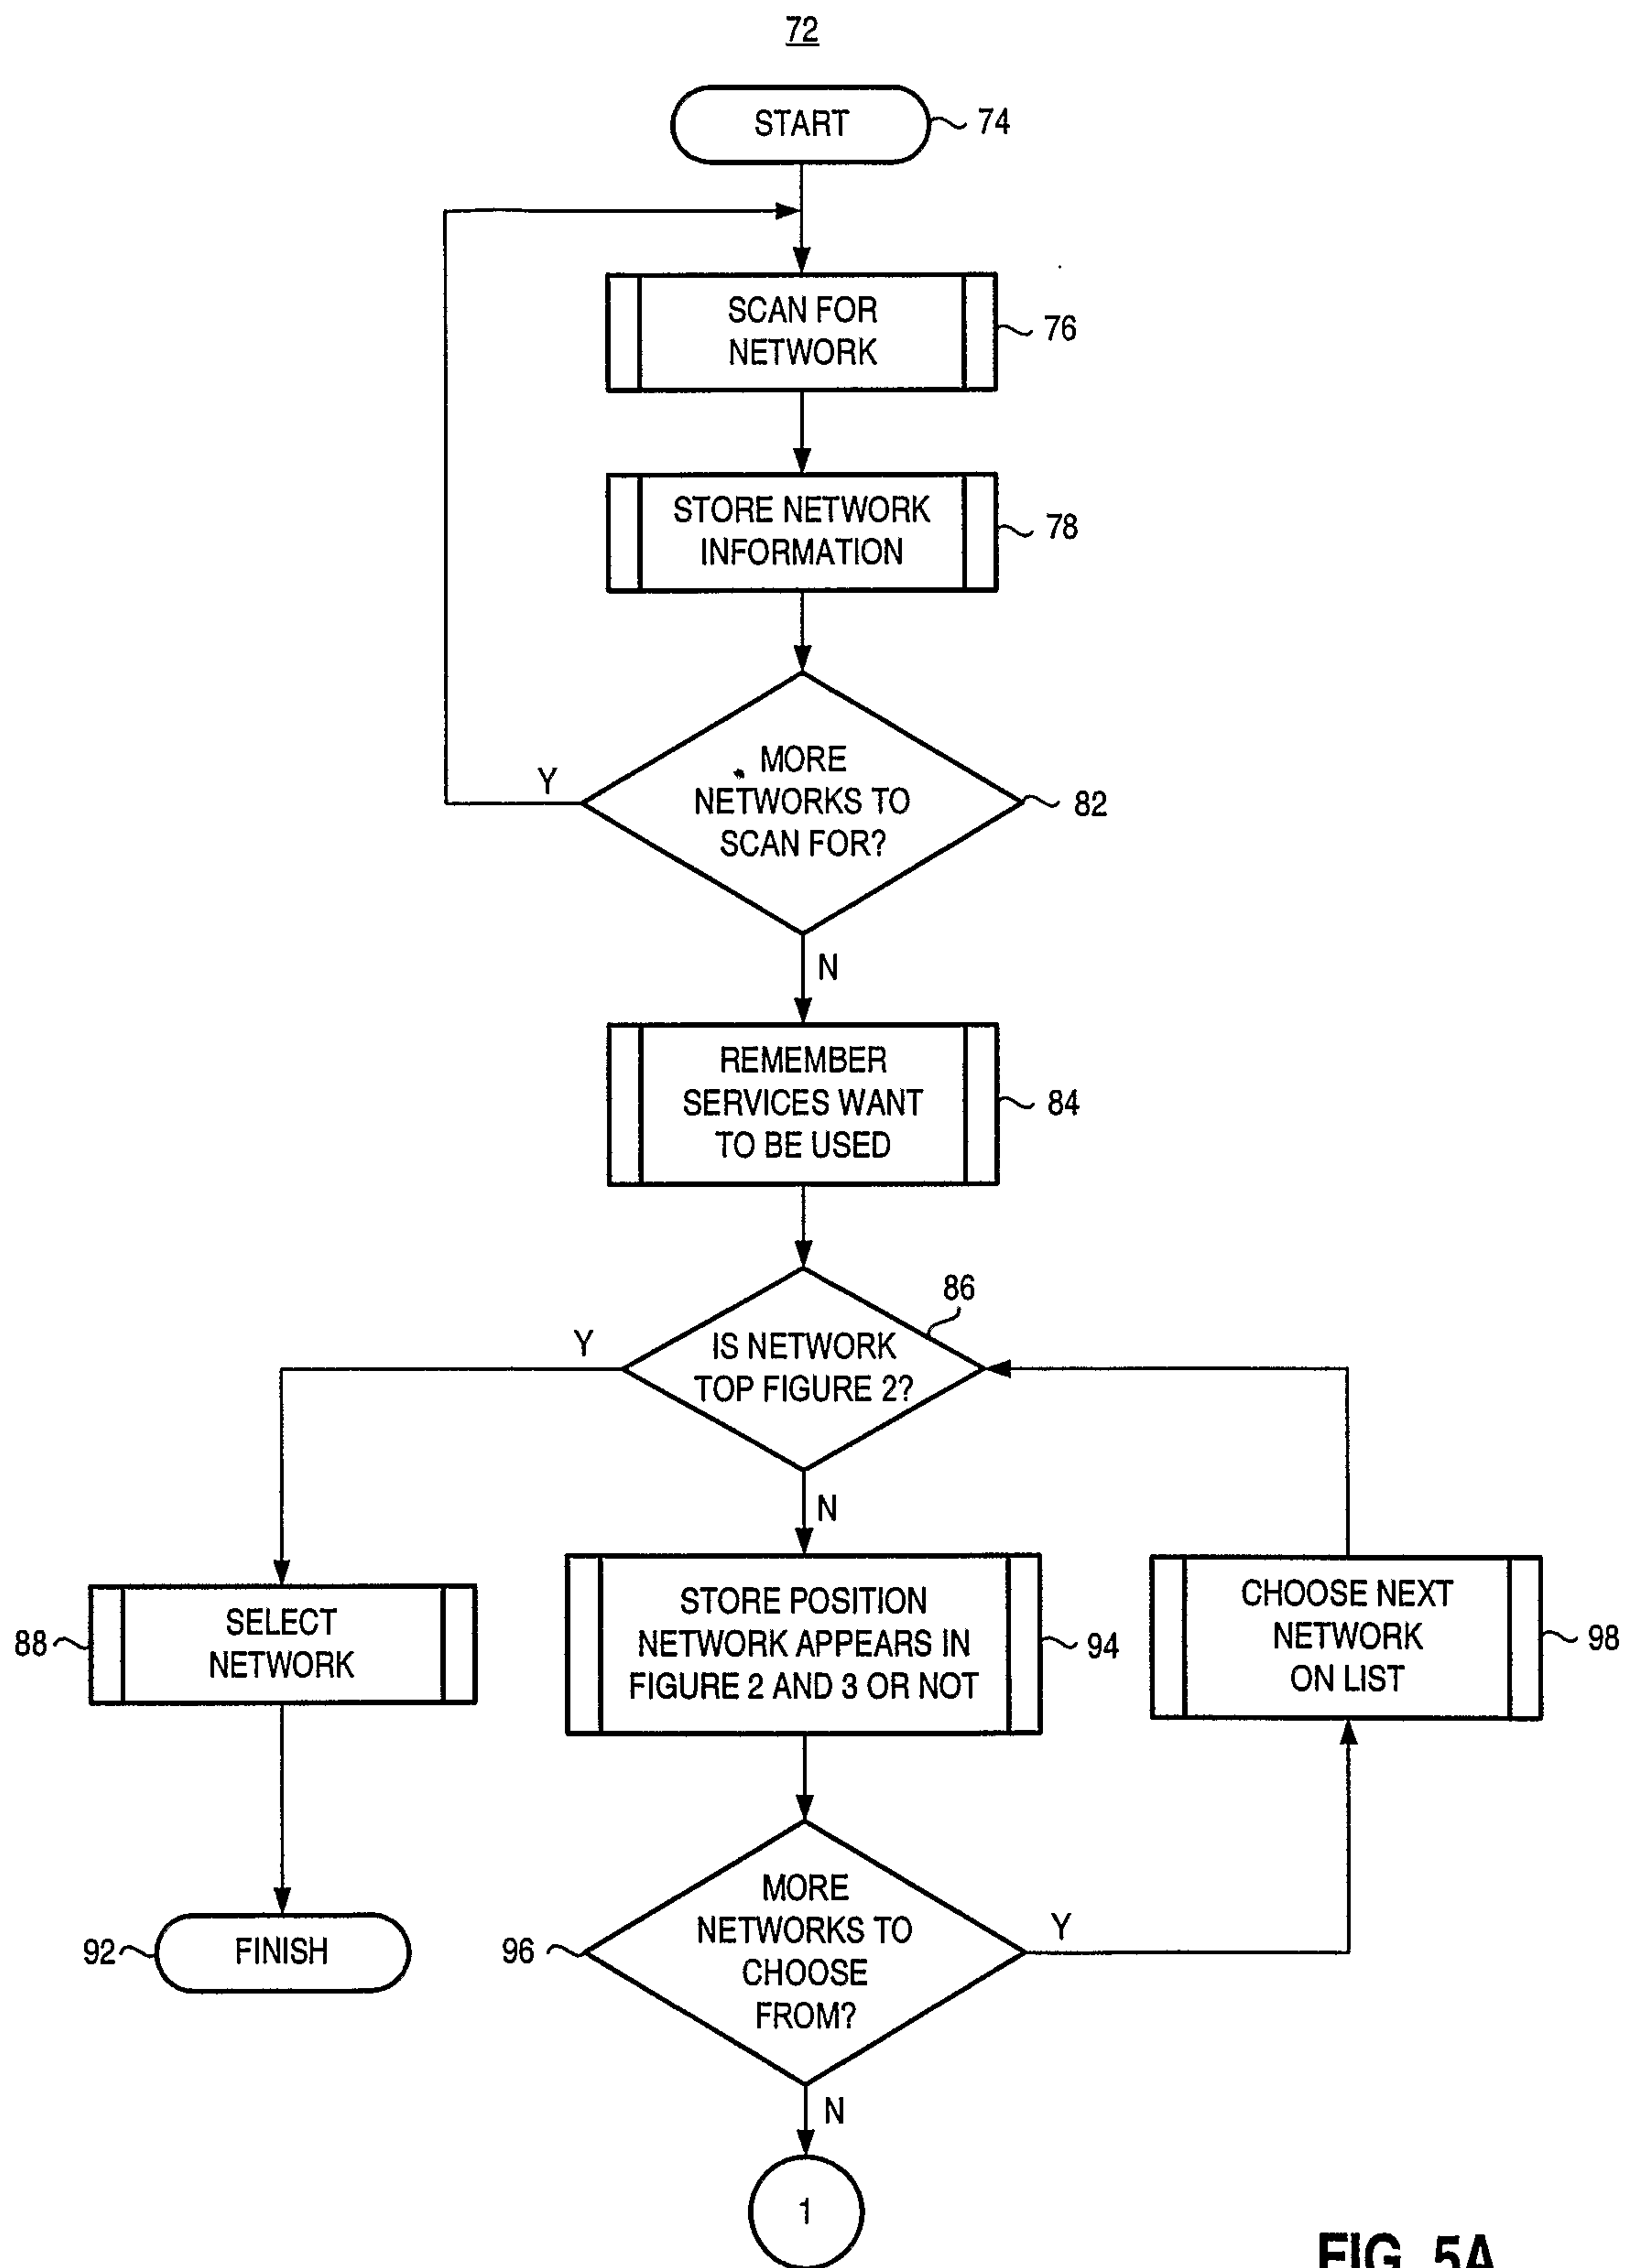 72
START
74
SCAN FOR
NETWORK
76
STORE NETWORK
INFORMATION
78
MORE
NETWORKS TO
SCAN FOR?
Y
82
N
REMEMBER
SERVICES WANT
TO BE USED
84
86
IS NETWORK
TOP FIGURE 2?
Y
N
88
SELECT
NETWORK
STORE POSITION
NETWORK APPEARS IN
FIGURE 2 AND 3 OR NOT
94
CHOOSE NEXT
NETWORK
ON LIST
98
92
FINISH
96
MORE
NETWORKS TO
CHOOSE
FROM?
Y
N
1
FIG. 5A